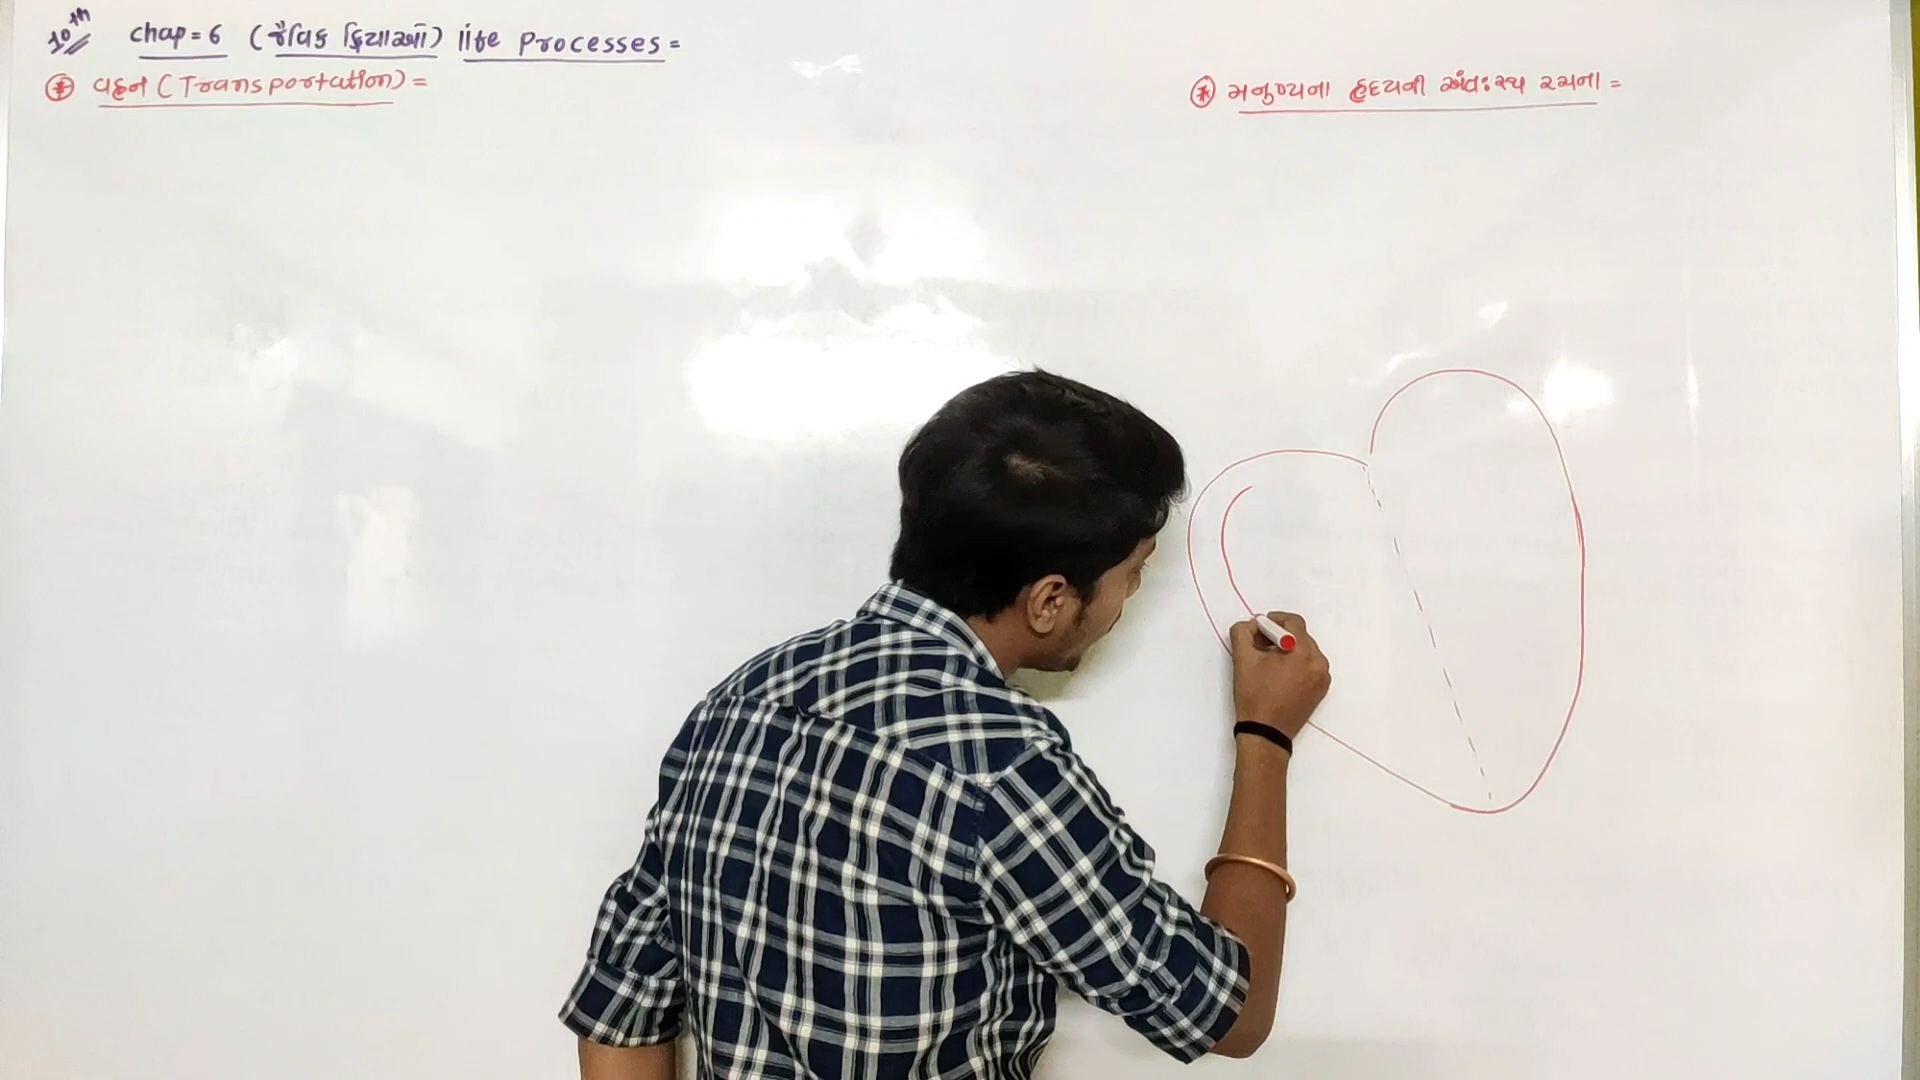 10th chap = 6 (જૈવિક ક્રિયાઓ) life Processes =
* વહન (Transportation) =
* મનુષ્યના હૃદયની અંતઃસ્થ રચના =